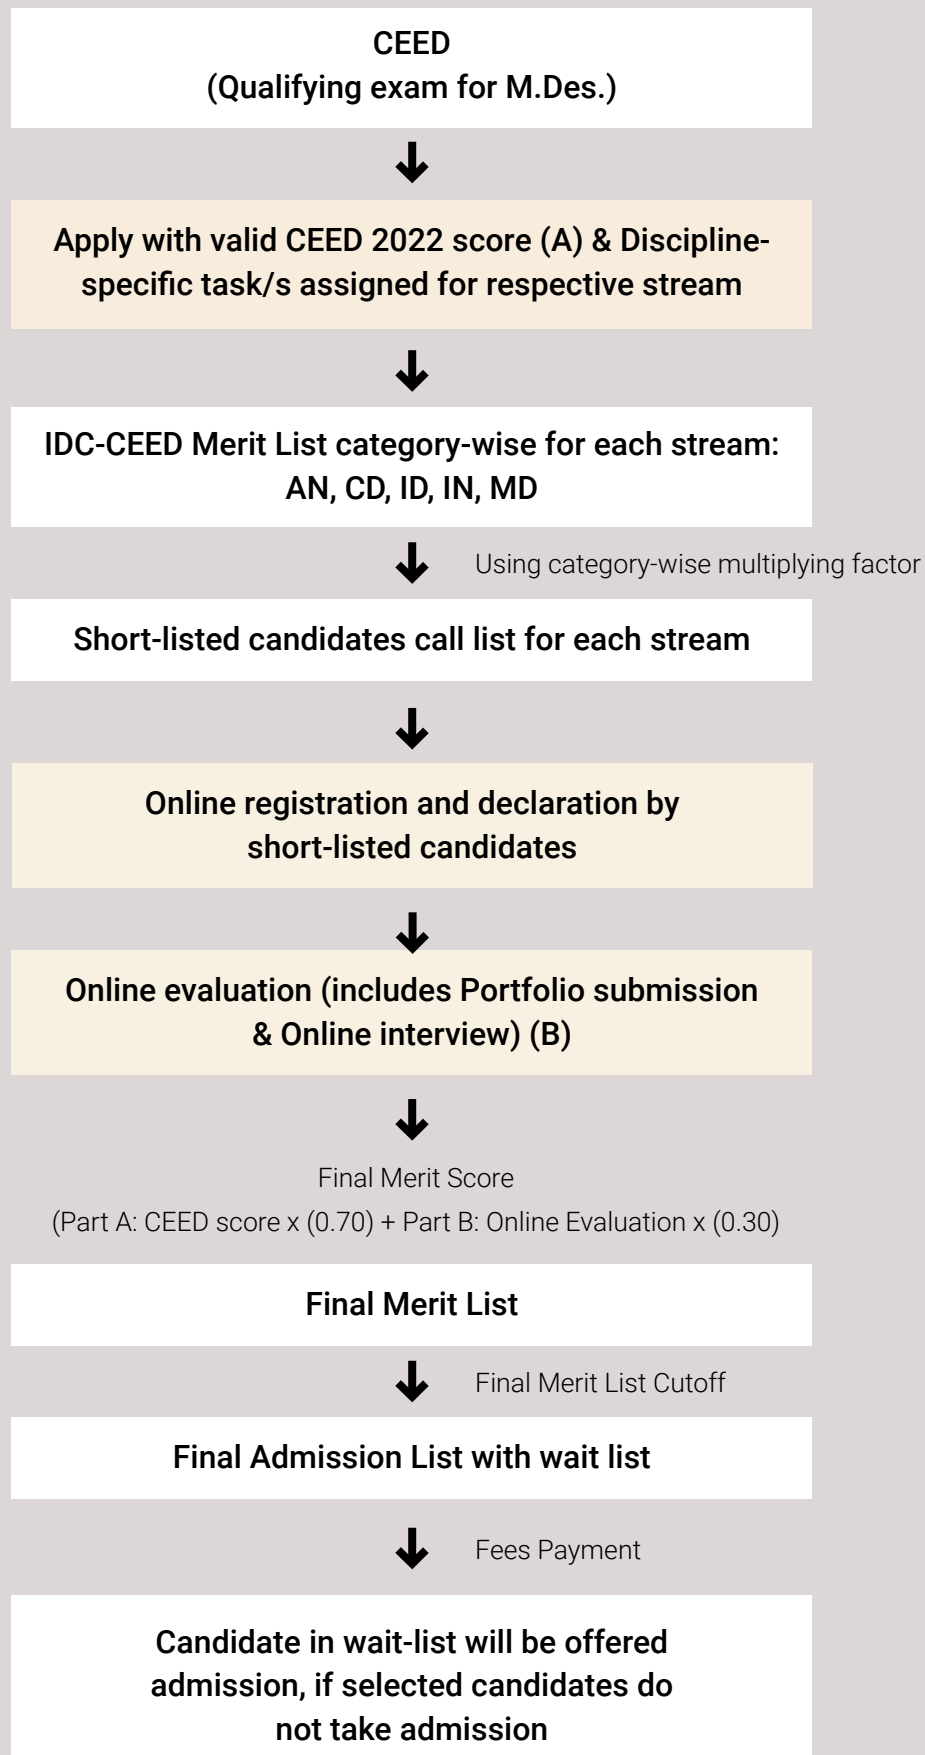 CEED
(Qualifying exam for M.Des.)
Apply with valid CEED 2022 score (A) & Discipline-
specific task/s assigned for respective stream
IDC-CEED Merit List category-wise for each stream:
AN, CD, ID, IN, MD
Using category-wise multiplying factor
Short-listed candidates call list for each stream
Online registration and declaration by
short-listed candidates
Online evaluation (includes Portfolio submission
& Online interview) (B)
Final Merit Score
(Part A: CEED score x (0.70) + Part B: Online Evaluation x (0.30)
Final Merit List
Final Merit List Cutoff
Final Admission List with wait list
Fees Payment
Candidate in wait-list will be offered
admission, if selected candidates do
not take admission